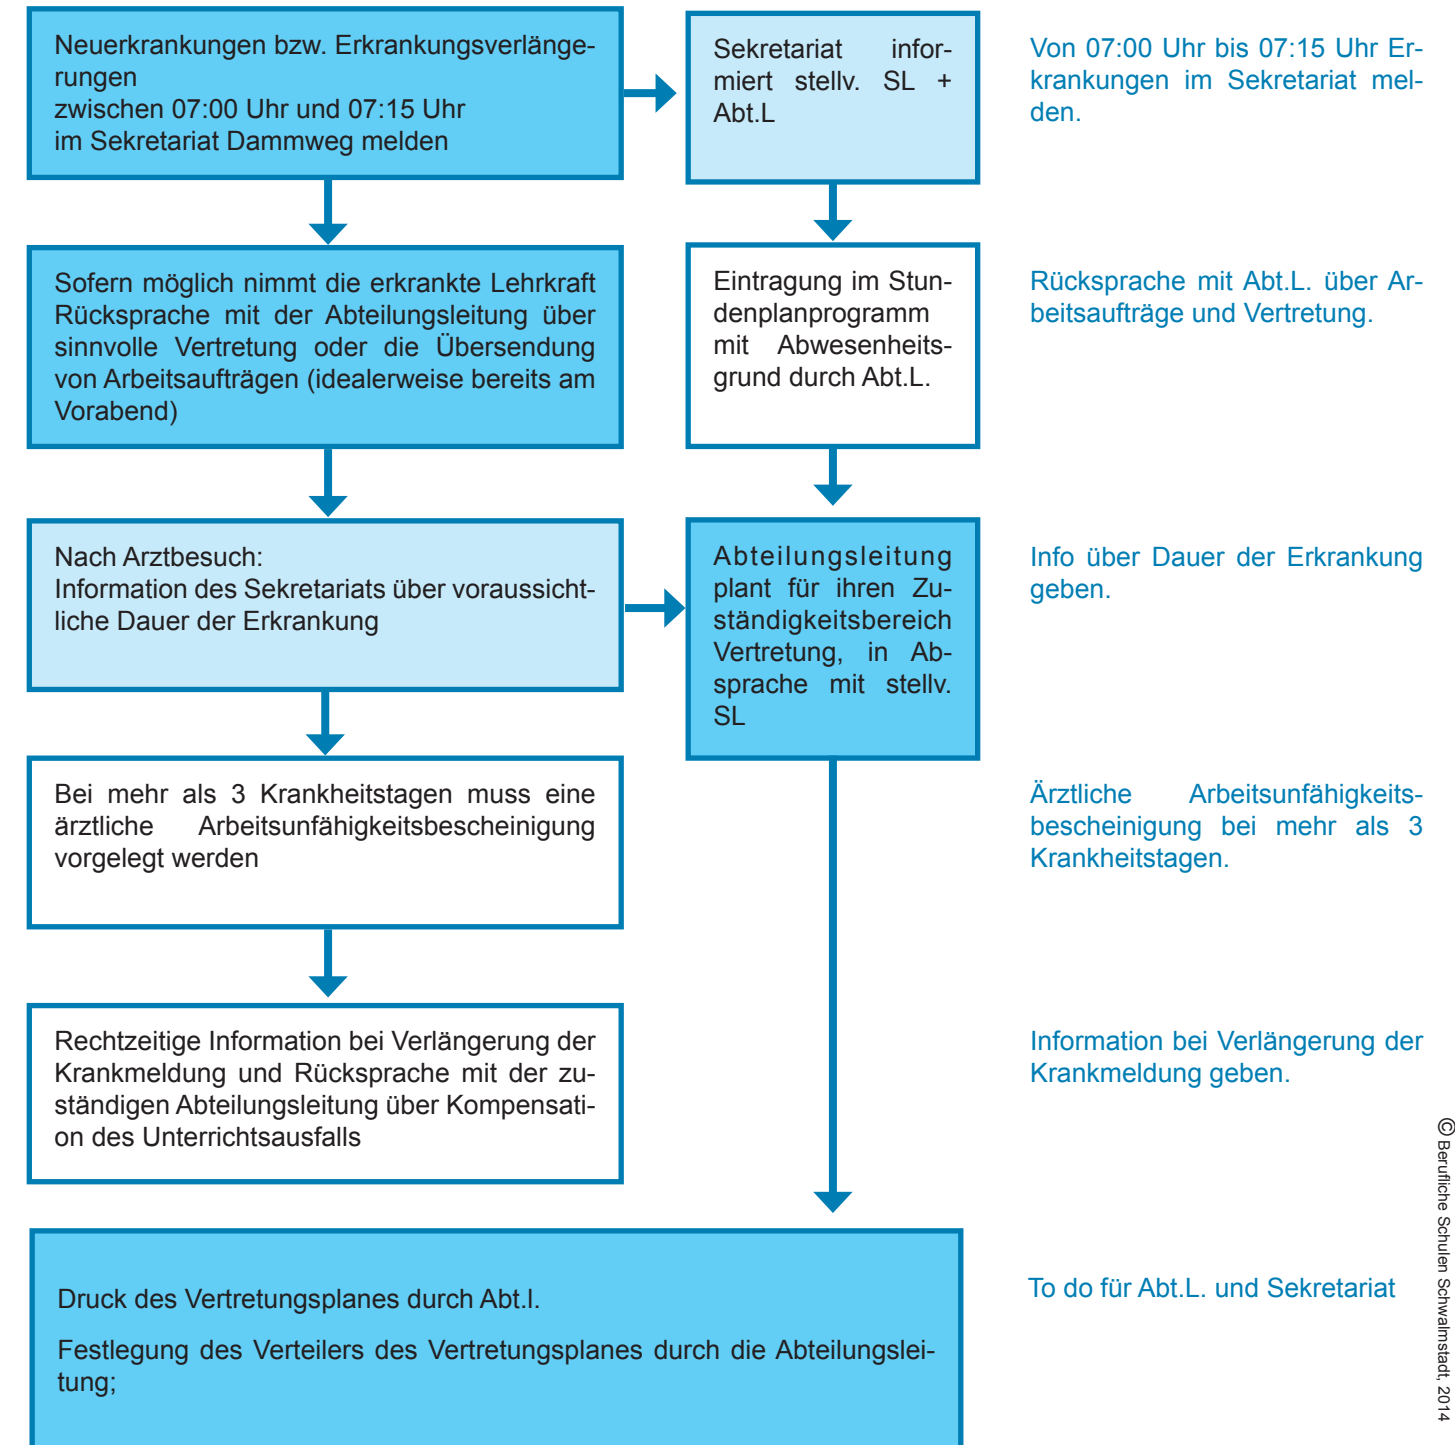 Neuerkrankungen bzw. Erkrankungsverlänge-
rungen
zwischen 07:00 Uhr und 07:15 Uhr
im Sekretariat Dammweg melden
Sekretariat infor-
miert stellv. SL +
Abt.L
Von 07:00 Uhr bis 07:15 Uhr Er-
krankungen im Sekretariat mel-
den.
Sofern möglich nimmt die erkrankte Lehrkraft
Rücksprache mit der Abteilungsleitung über
sinnvolle Vertretung oder die Übersendung
von Arbeitsaufträgen (idealerweise bereits am
Vorabend)
Eintragung im Stun-
denplanprogramm
mit Abwesenheits-
grund durch Abt.L.
Rücksprache mit Abt.L. über Ar-
beitsaufträge und Vertretung.
Nach Arztbesuch:
Information des Sekretariats über voraussicht-
liche Dauer der Erkrankung
Abteilungsleitung
plant für ihren Zu-
ständigkeitsbereich
Vertretung, in Ab-
sprache mit stellv.
SL
Info über Dauer der Erkrankung
geben.
Bei mehr als 3 Krankheitstagen muss eine
ärztliche Arbeitsunfähigkeitsbescheinigung
vorgelegt werden
Ärztliche Arbeitsunfähigkeits-
bescheinigung bei mehr als 3
Krankheitstagen.
Rechtzeitige Information bei Verlängerung der
Krankmeldung und Rücksprache mit der zu-
ständigen Abteilungsleitung über Kompensati-
on des Unterrichtsausfalls
Information bei Verlängerung der
Krankmeldung geben.
Druck des Vertretungsplanes durch Abt.l.
Festlegung des Verteilers des Vertretungsplanes durch die Abteilungslei-
tung;
To do für Abt.L. und Sekretariat
© Berufliche Schulen Schwalmstadt, 2014